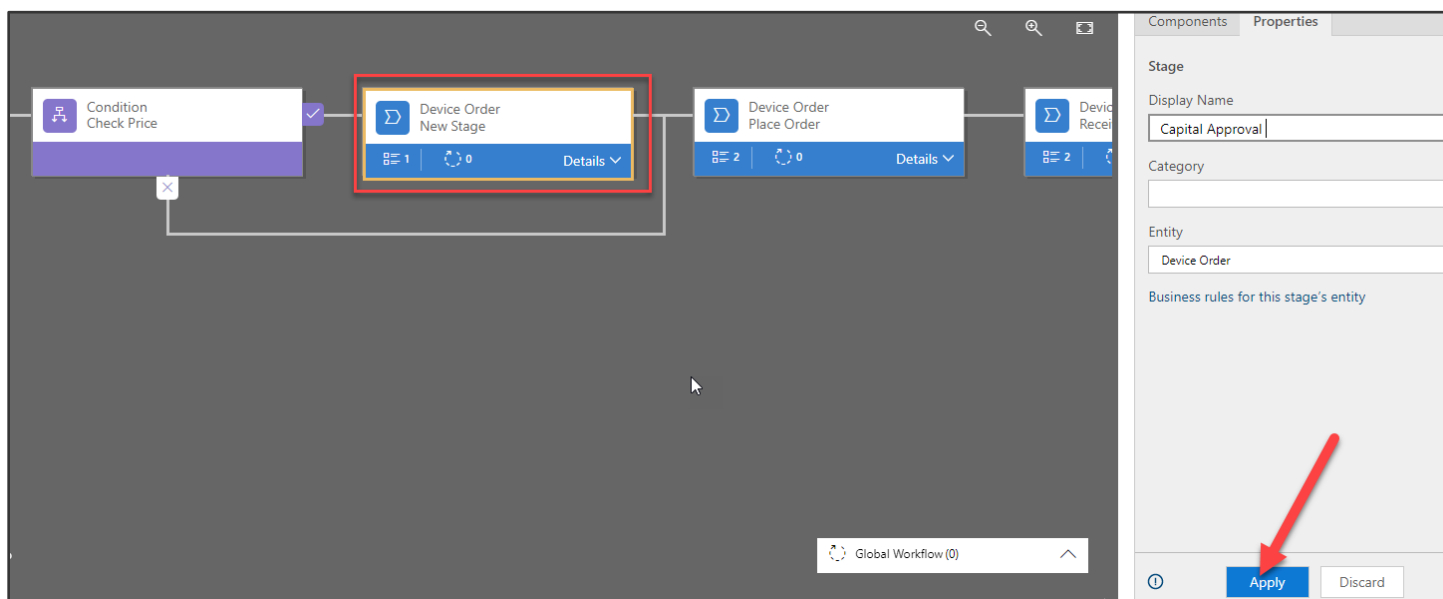 Condition
Check Price
Device Order
New Stage
1
0
Details
Device Order
Place Order
2
0
Details
2
Global Workflow (0)
Components
Properties
Stage
Display Name
Capital Approval
Category
Entity
Device Order
Business rules for this stage's entity
Apply
Discard